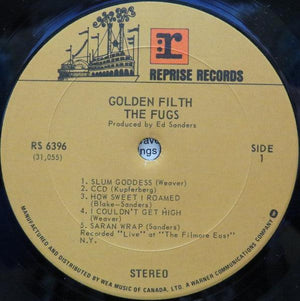 r
REPRISE RECORDS
GOLDEN FILTH
THE FUGS
Produced by Ed Sanders
RS 6396
(31,055)
SIDE
1
1. SLUM GODDESS (Weaver)
2. CCD (Kupferberg)
3. HOW SWEET I ROAMED
(Blake-Sanders)
4. I COULDN'T GET HIGH
(Weaver)
5. SARAN WRAP (Sanders)
Recorded "Live" at "The Fillmore East"
N.Y.
STEREO
MANUFACTURED AND DISTRIBUTED BY WEA MUSIC OF CANADA, LTD. A WARNER COMMUNICATIONS COMPANY